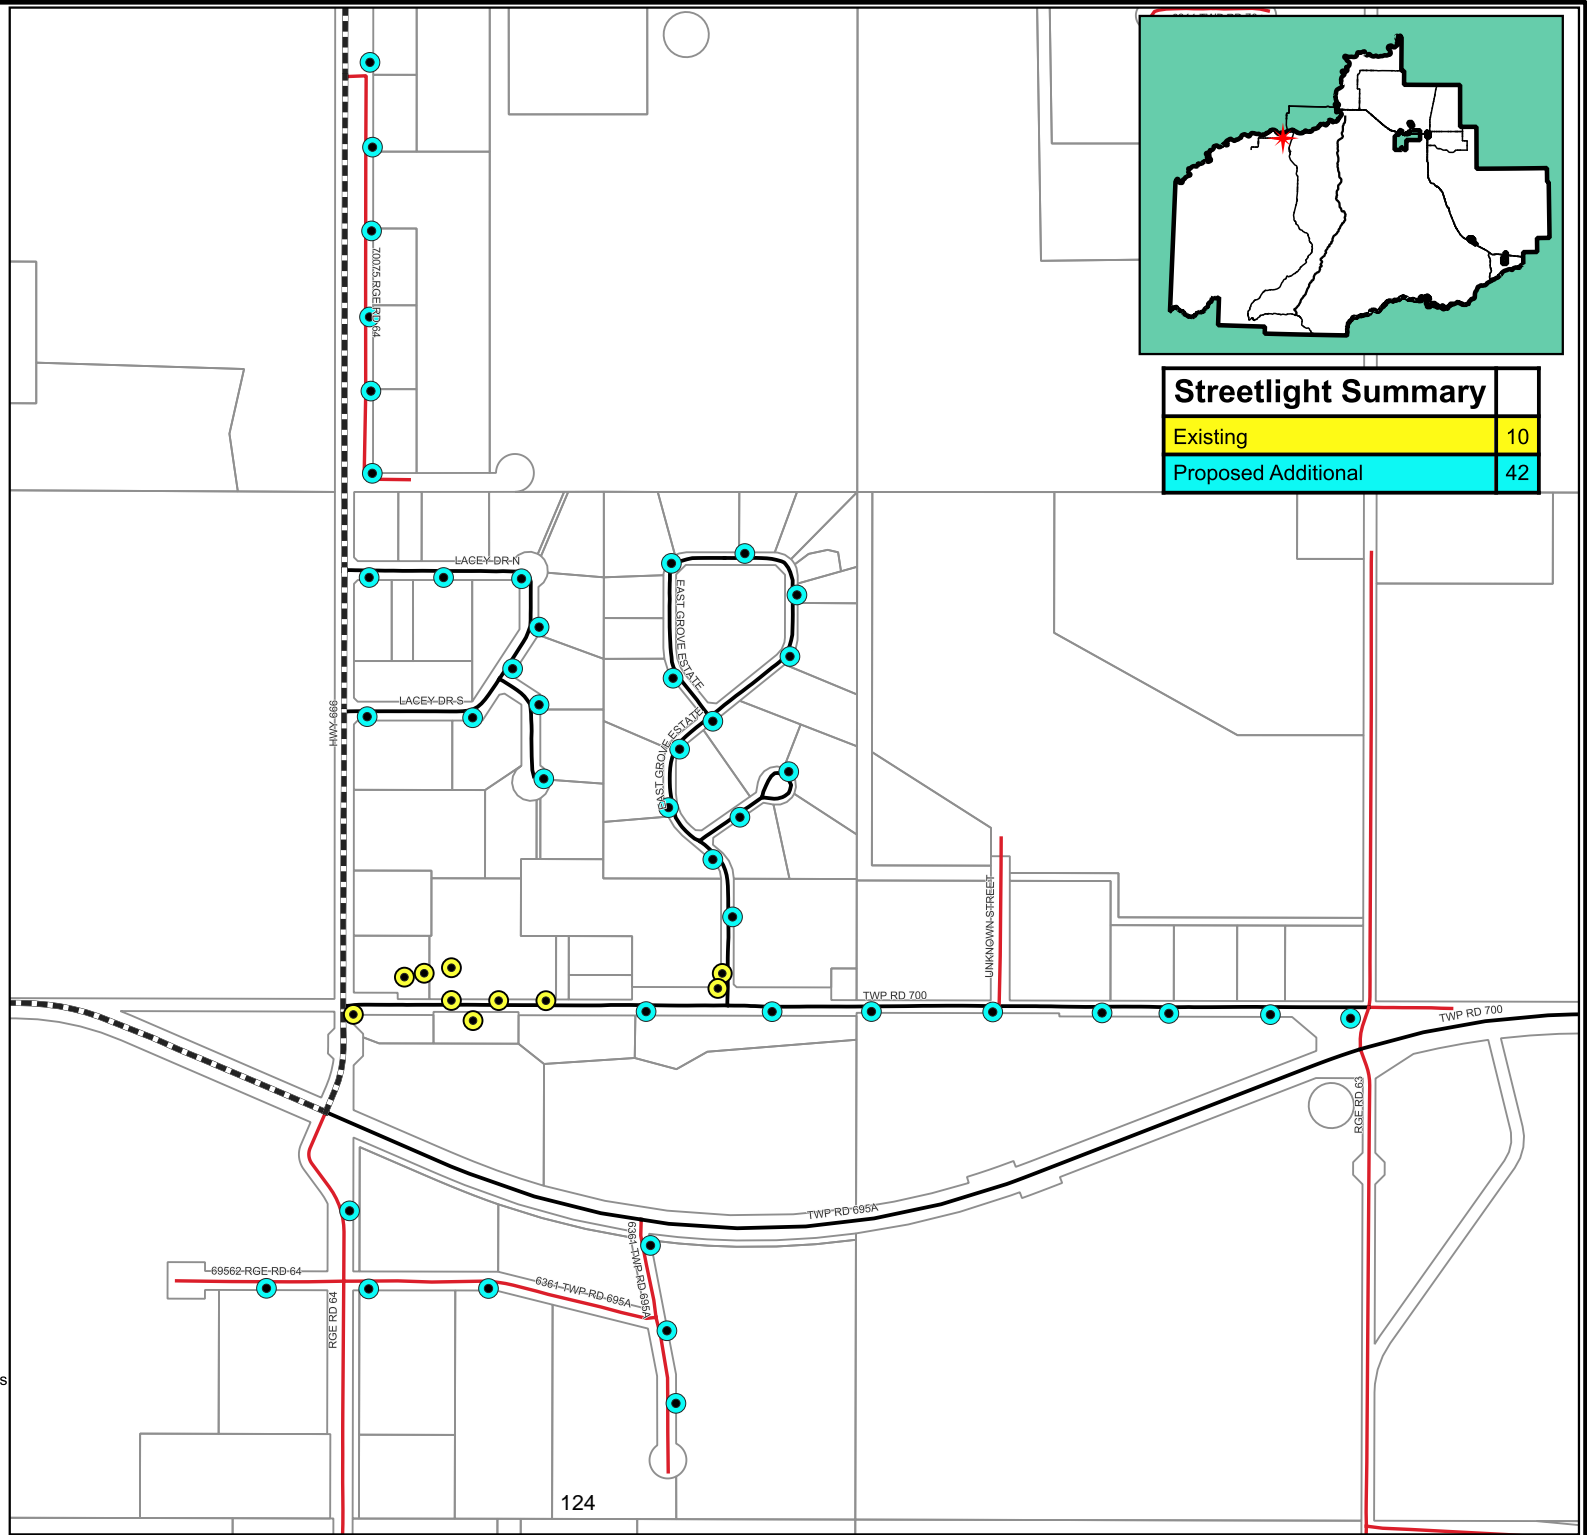 70075 RGE RD 64
Streetlight Summary
Existing 10
Proposed Additional 42
LACEY DR N
EAST GROVE ESTATE
LACEY DR S
HWY 666
EAST GROVE ESTATE
UNKNOWN STREET
TWP RD 700
TWP RD 700
RGE RD 63
TWP RD 695A
6361 TWP RD 695A
69562 RGE RD 64
6361 TWP RD 695A
RGE RD 64
s
124